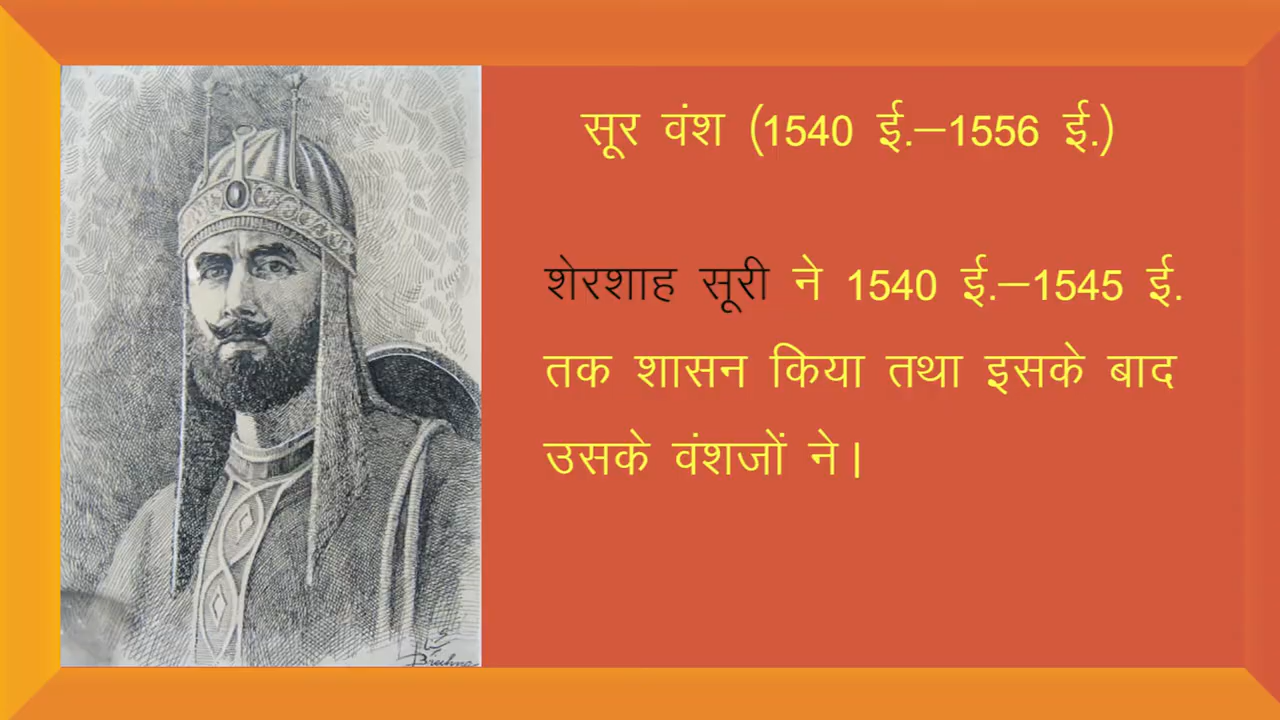 सूर वंश (1540 ई.–1556 ई.)
शेरशाह सूरी ने 1540 ई.–1545 ई.
तक शासन किया तथा इसके बाद
उसके वंशजों ने।